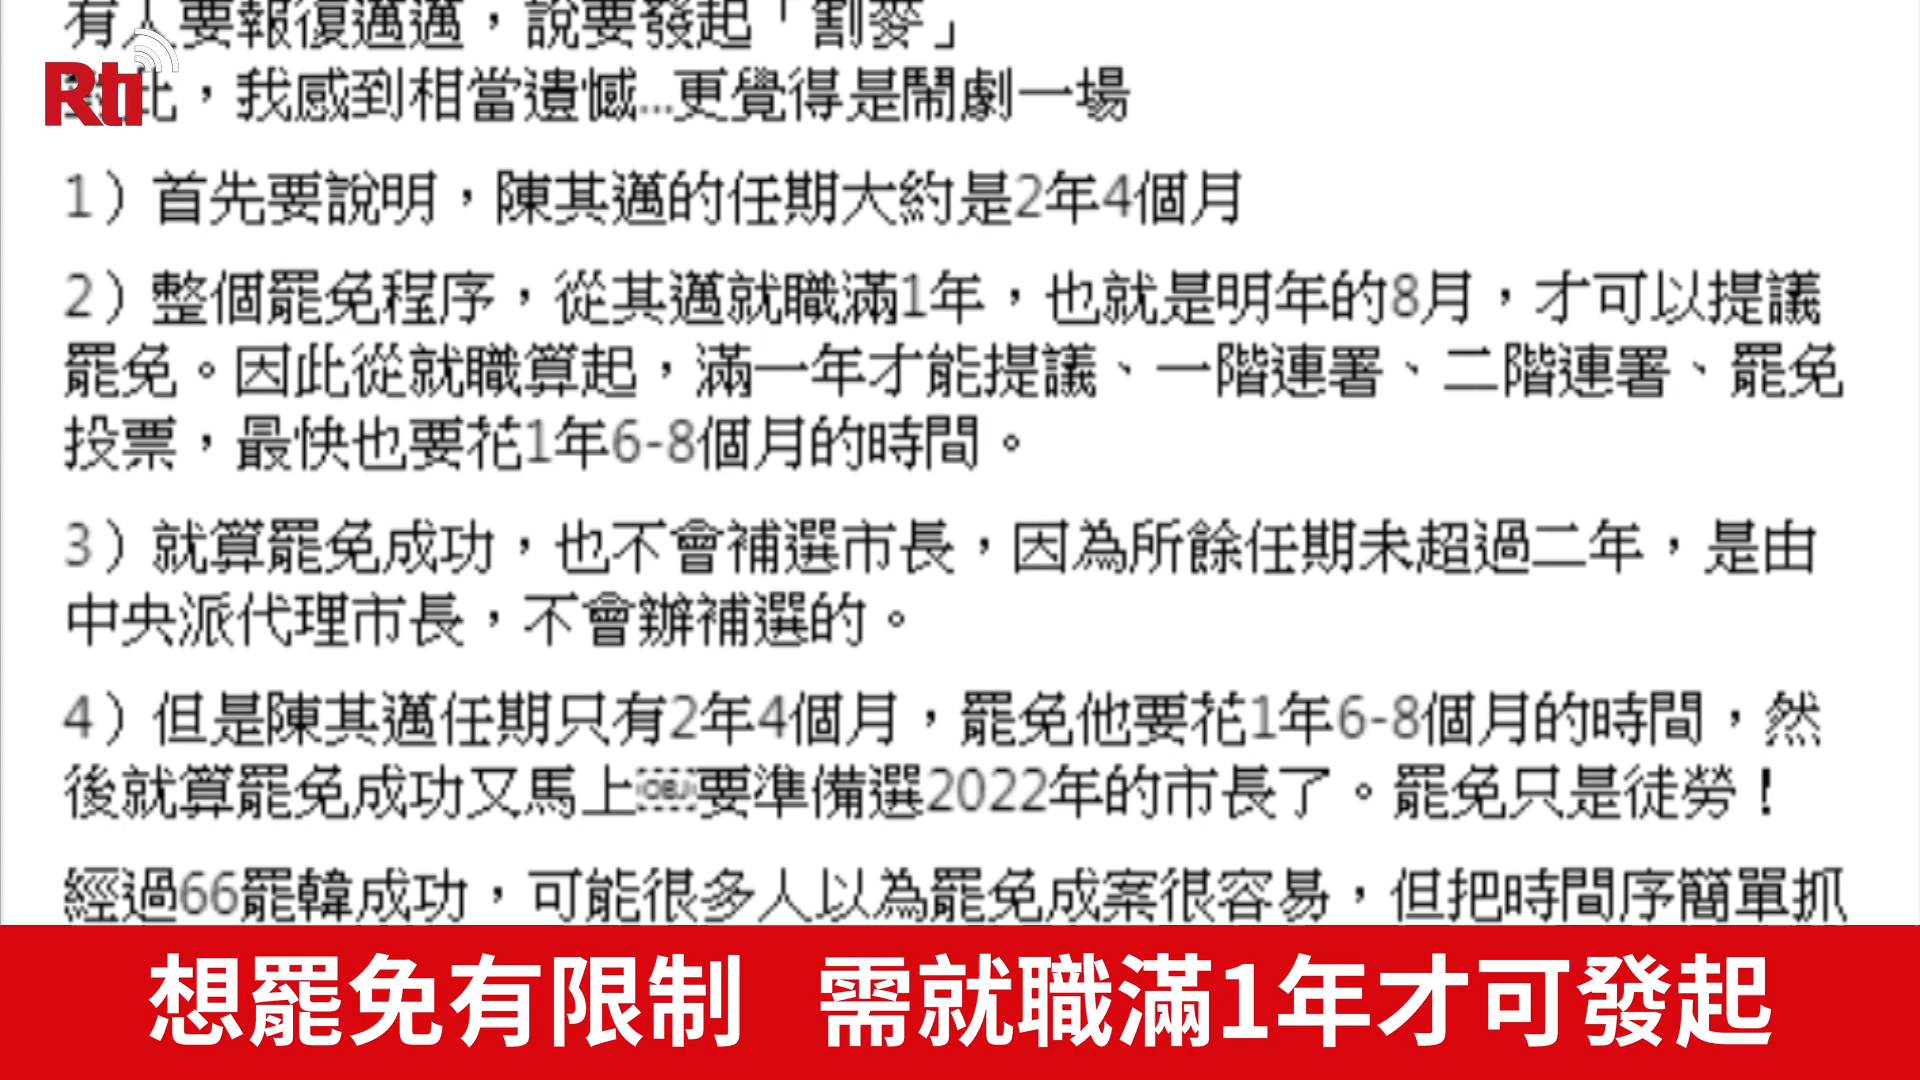 有人要報復邁邁，說要發起「割麥」
Rti
對此，我感到相當遺憾...更覺得是鬧劇一場
1）首先要說明，陳其邁的任期大約是2年4個月
2）整個罷免程序，從其邁就職滿1年，也就是明年的8月，才可以提議
罷免。因此從就職算起，滿一年才能提議、一階連署、二階連署、罷免
投票，最快也要花1年6-8個月的時間。
3）就算罷免成功，也不會補選市長，因為所餘任期未超過二年，是由
中央派代理市長，不會辦補選的。
4）但是陳其邁任期只有2年4個月，罷免他要花1年6-8個月的時間，然
後就算罷免成功又馬上OBJ要準備選2022年的市長了。罷免只是徒勞！
經過66罷韓成功，可能很多人以為罷免成案很容易，但把時間序簡單抓
想罷免有限制 需就職滿1年才可發起